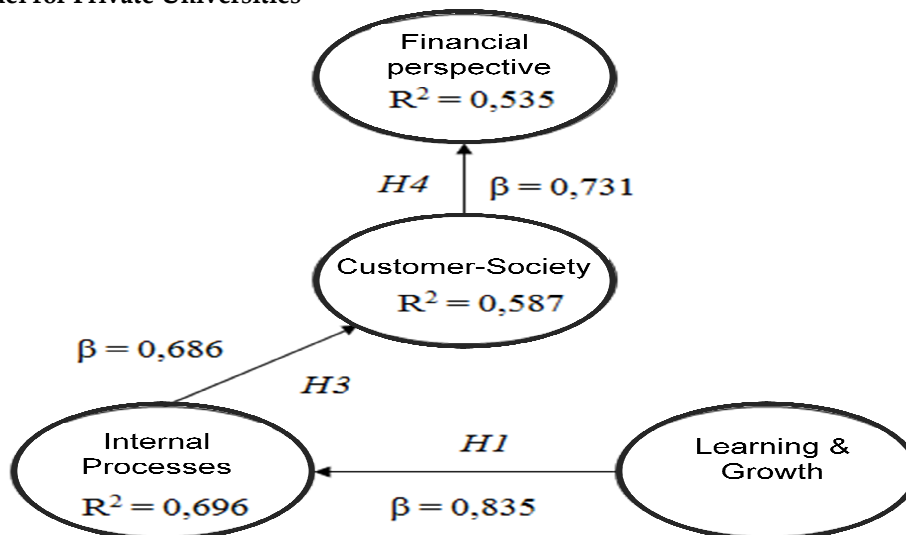 for Private Universities
Financial
perspective
R² = 0,535
H4
β = 0,731
Customer-Society
R² = 0,587
β = 0,686
H3
Internal
Processes
R² = 0,696
H1
β = 0,835
Learning &
Growth